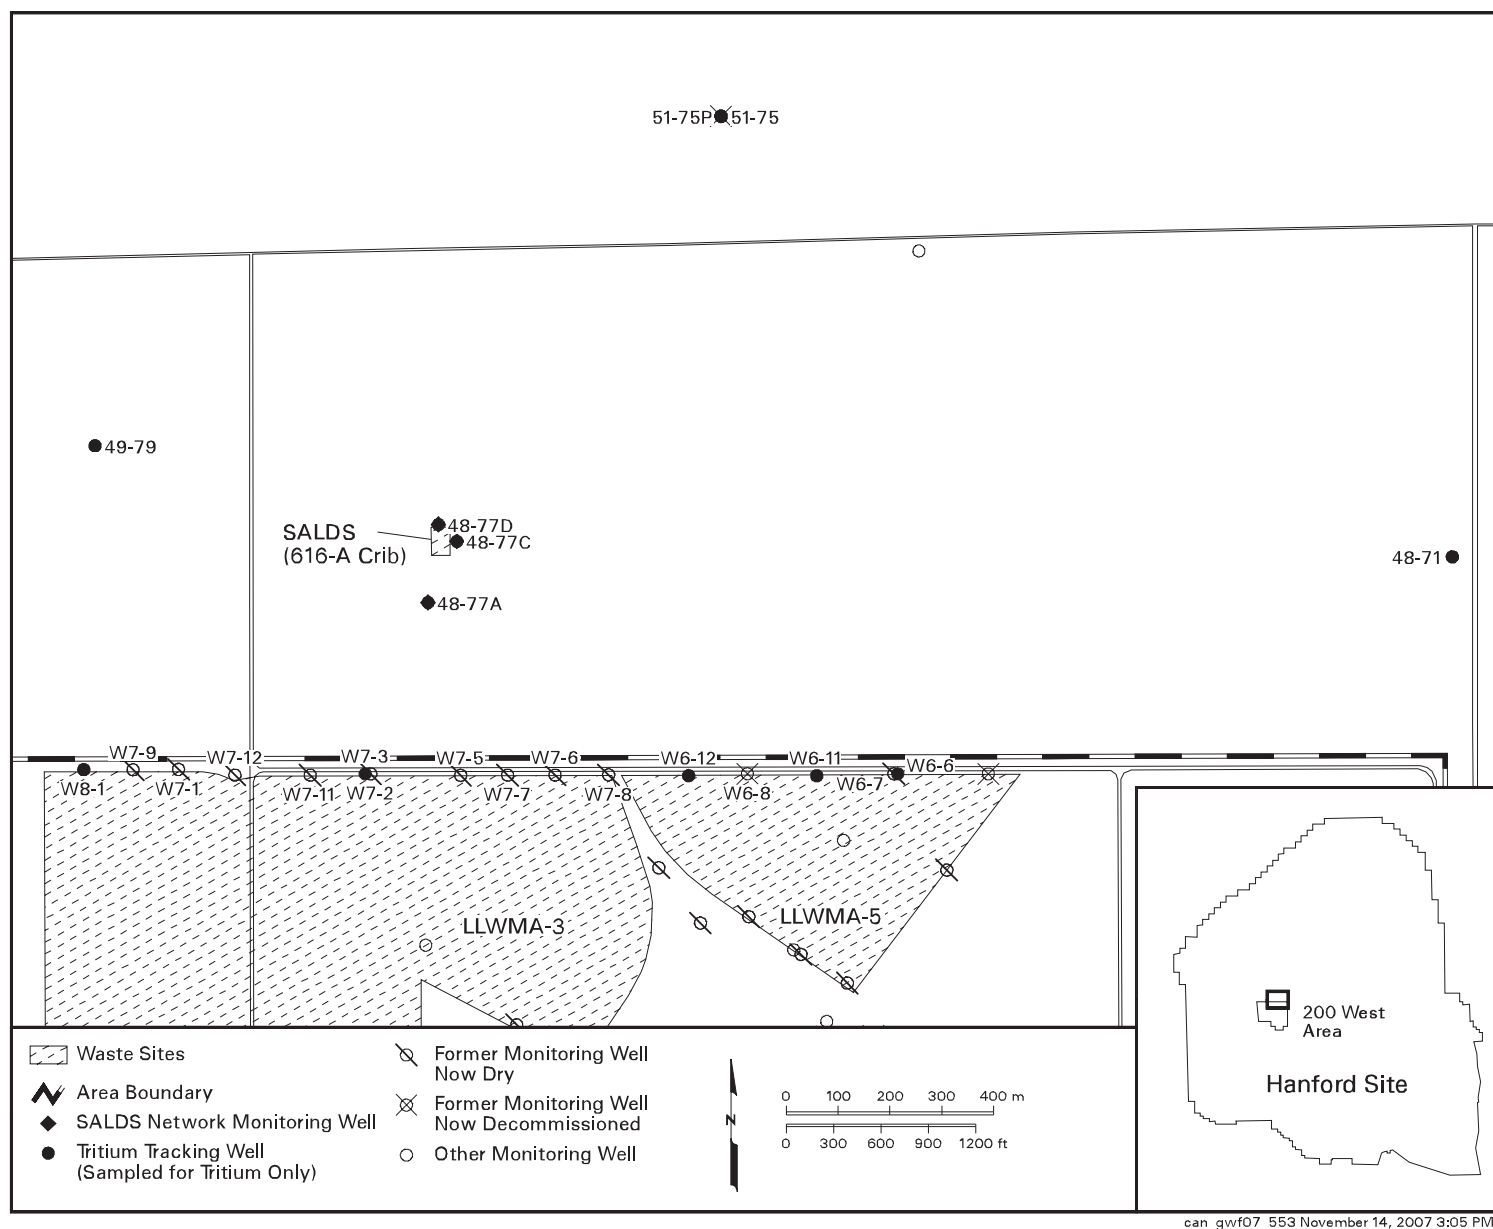 51-75P 51-75
49-79
SALDS
(616-A Crib)
48-77D
48-77C
48-71
48-77A
W7-9
W7-12
W7-3
W7-5
W7-6
W6-12
W6-11
W6-6
W8-1
W7-1
W7-11
W7-2
W7-7
W7-8
W6-8
W6-7
LLWMA-3
LLWMA-5
200 West
Area
Hanford Site
Waste Sites
Area Boundary
SALDS Network Monitoring Well
Tritium Tracking Well
(Sampled for Tritium Only)
Former Monitoring Well
Now Dry
Former Monitoring Well
Now Decommissioned
Other Monitoring Well
N
0 100 200 300 400 m
0 300 600 900 1200 ft
can_gwf07_553 November 14, 2007 3:05 PM